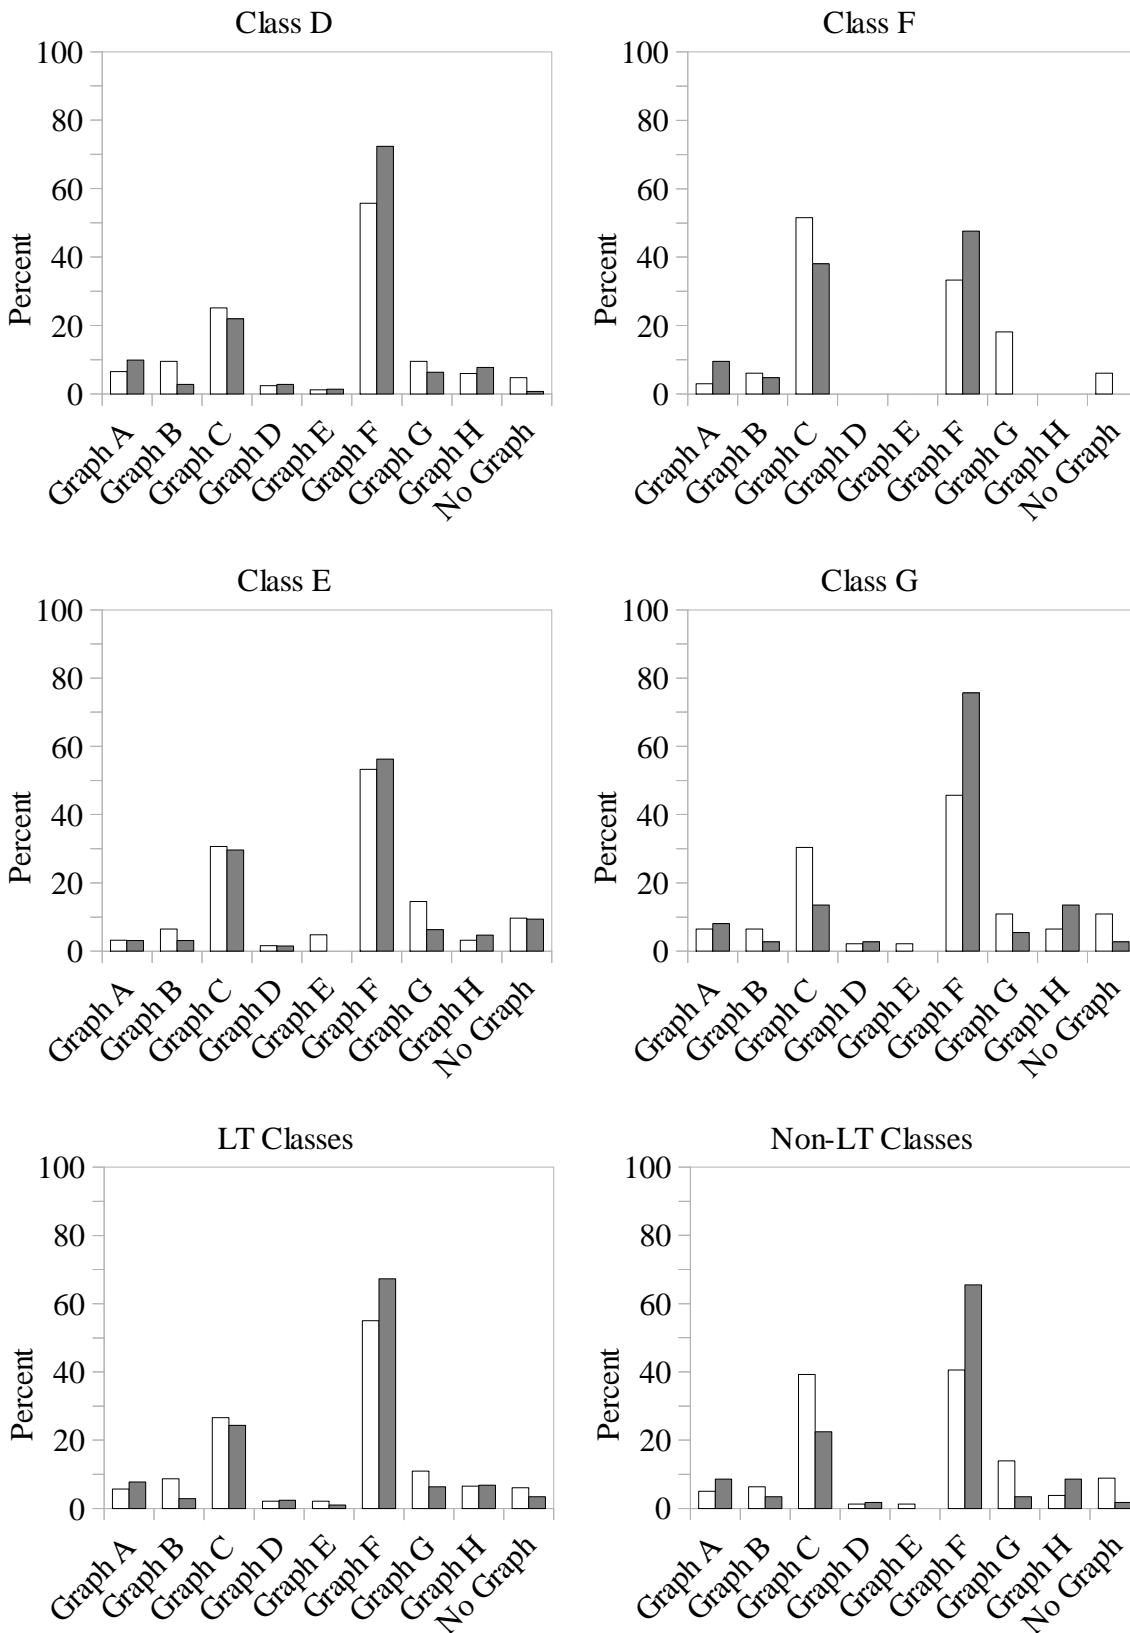 Class D
100
80
60
40
20
0
Percent
Graph A
Graph B
Graph C
Graph D
Graph E
Graph F
Graph G
Graph H
No Graph
Class F
100
80
60
40
20
0
Percent
Graph A
Graph B
Graph C
Graph D
Graph E
Graph F
Graph G
Graph H
No Graph
Class E
100
80
60
40
20
0
Percent
Graph A
Graph B
Graph C
Graph D
Graph E
Graph F
Graph G
Graph H
No Graph
Class G
100
80
60
40
20
0
Percent
Graph A
Graph B
Graph C
Graph D
Graph E
Graph F
Graph G
Graph H
No Graph
LT Classes
100
80
60
40
20
0
Percent
Graph A
Graph B
Graph C
Graph D
Graph E
Graph F
Graph G
Graph H
No Graph
Non-LT Classes
100
80
60
40
20
0
Percent
Graph A
Graph B
Graph C
Graph D
Graph E
Graph F
Graph G
Graph H
No Graph